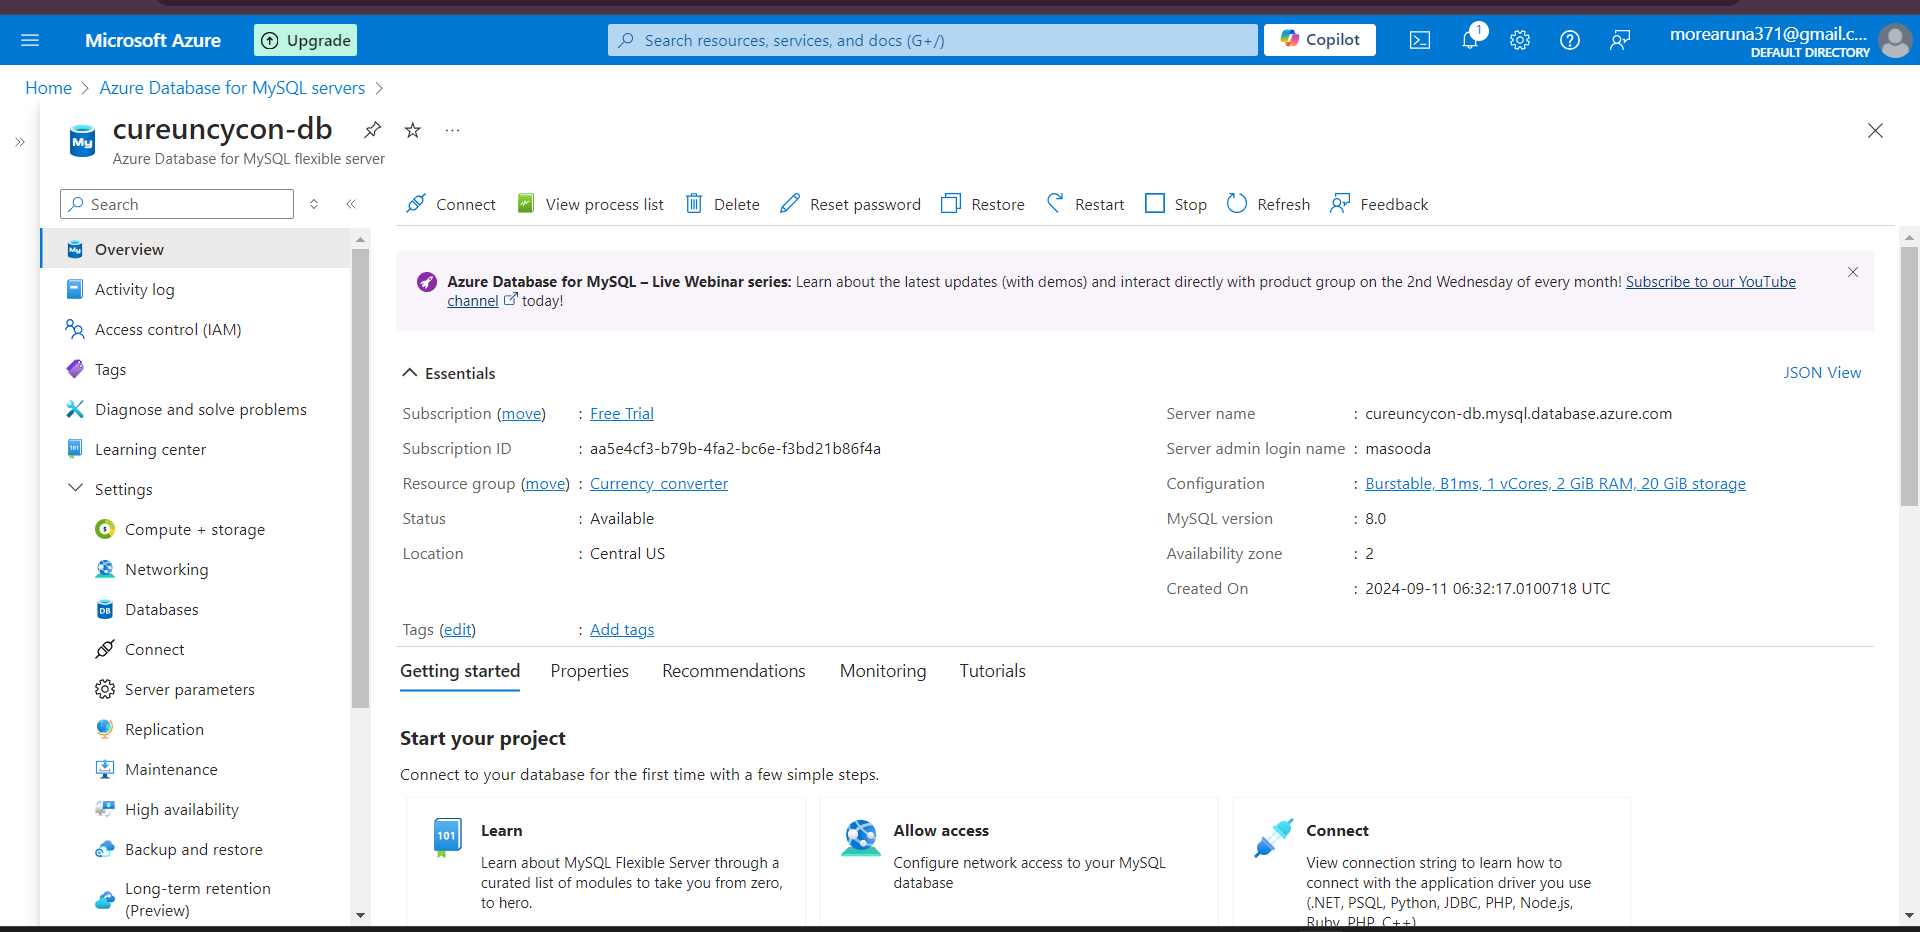 Microsoft Azure
Upgrade
Search resources, services, and docs (G+/)
Copilot
1
morearuna371@gmail.c...
DEFAULT DIRECTORY
Home
Azure Database for MySQL servers
My
cureuncycon-db
...
Azure Database for MySQL flexible server
Search
Connect
View process list
Delete
Reset password
Restore
Restart
Stop
Refresh
Feedback
My
Overview
Activity log
Access control (IAM)
Tags
Diagnose and solve problems
Learning center
Settings
Compute + storage
Networking
DB
Databases
Connect
Server parameters
Replication
Maintenance
High availability
Backup and restore
Long-term retention
(Preview)
Azure Database for MySQL – Live Webinar series: Learn about the latest updates (with demos) and interact directly with product group on the 2nd Wednesday of every month! Subscribe to our YouTube
channel today!
Essentials
JSON View
Subscription (move) : Free Trial
Subscription ID : aa5e4cf3-b79b-4fa2-bc6e-f3bd21b86f4a
Resource group (move) : Currency_converter
Status : Available
Location : Central US
Server name : cureuncycon-db.mysql.database.azure.com
Server admin login name : masooda
Configuration : Burstable, B1ms, 1 vCores, 2 GiB RAM, 20 GiB storage
MySQL version : 8.0
Availability zone : 2
Created On : 2024-09-11 06:32:17.0100718 UTC
Tags (edit) : Add tags
Getting started
Properties
Recommendations
Monitoring
Tutorials
Start your project
Connect to your database for the first time with a few simple steps.
101
Learn
Learn about MySQL Flexible Server through a
curated list of modules to take you from zero,
to hero.
Allow access
Configure network access to your MySQL
database
Connect
View connection string to learn how to
connect with the application driver you use
(.NET, PSQL, Python, JDBC, PHP, Node.js,
Ruby, PHP, C++)